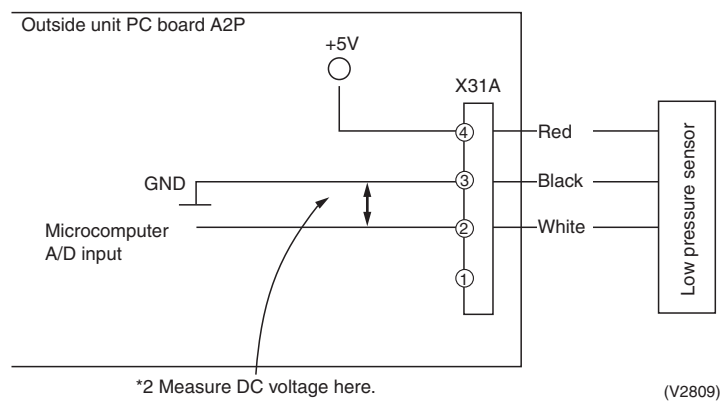 Outside unit PC board A2P
+5V
X31A
④
Red
GND
③
Black
Microcomputer
A/D input
②
White
①
Low pressure sensor
*2 Measure DC voltage here.
(V2809)